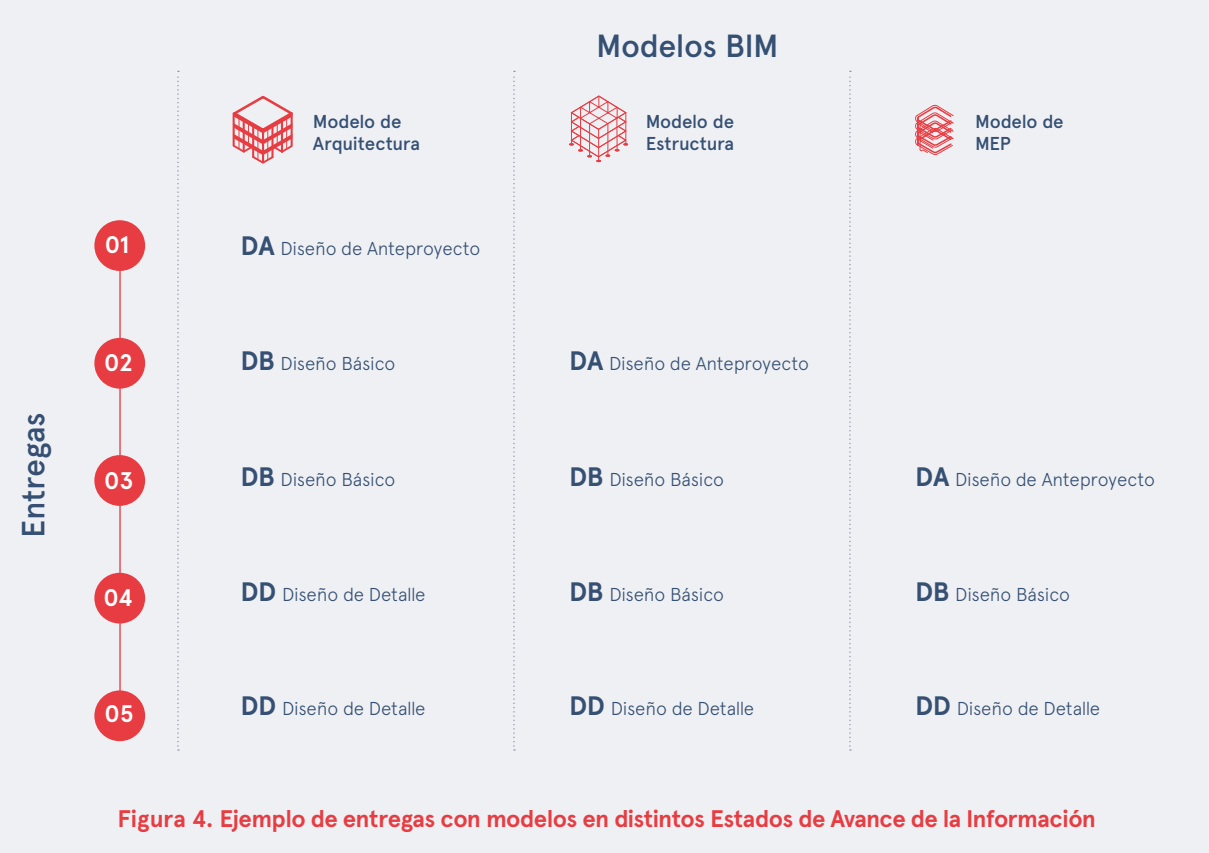 Modelos BIM
Modelo de
Arquitectura
Modelo de
Estructura
Modelo de
MEP
Entregas
01
DA Diseño de Anteproyecto
02
DB Diseño Básico
DA Diseño de Anteproyecto
03
DB Diseño Básico
DB Diseño Básico
DA Diseño de Anteproyecto
04
DD Diseño de Detalle
DB Diseño Básico
DB Diseño Básico
05
DD Diseño de Detalle
DD Diseño de Detalle
DD Diseño de Detalle
Figura 4. Ejemplo de entregas con modelos en distintos Estados de Avance de la Información